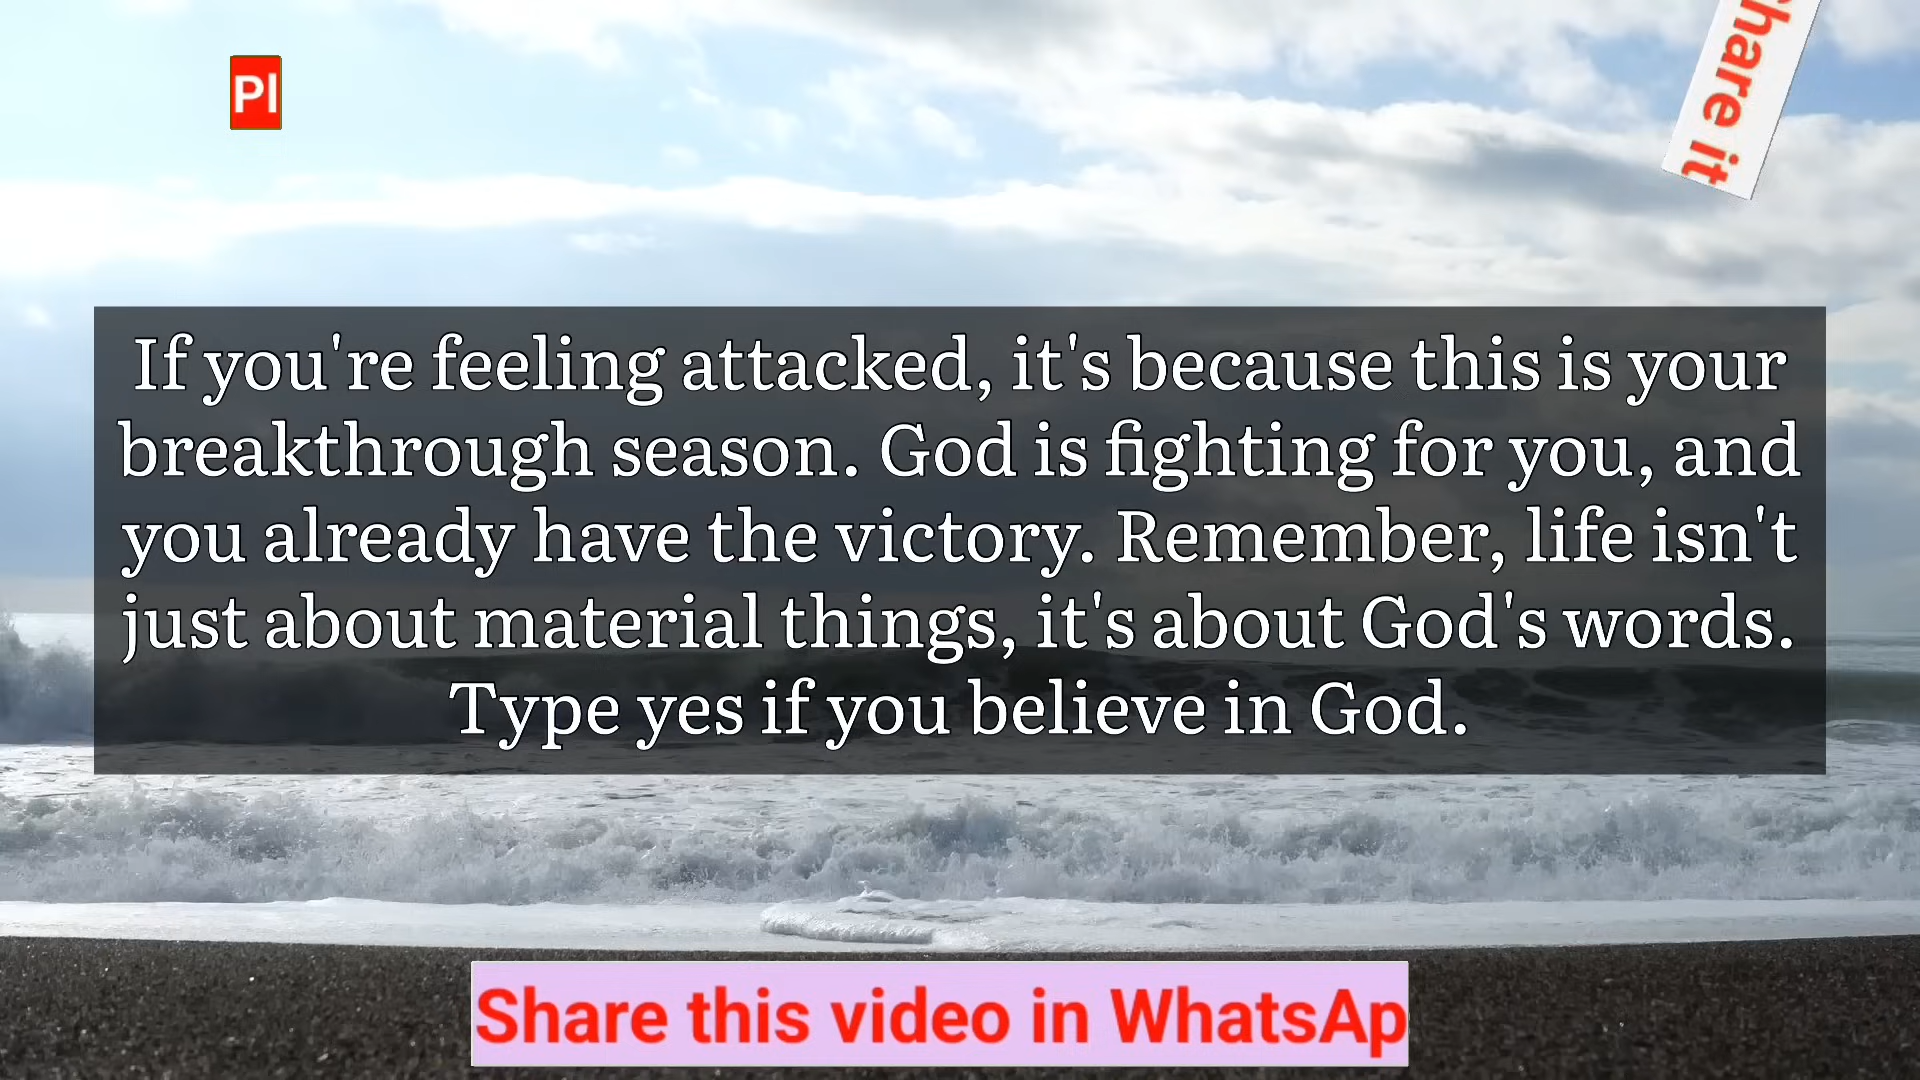 Pl
hare it
If you're feeling attacked, it's because this is your
breakthrough season. God is fighting for you, and
you already have the victory. Remember, life isn't
just about material things, it's about God's words.
Type yes if you believe in God.
Share this video in WhatsAp